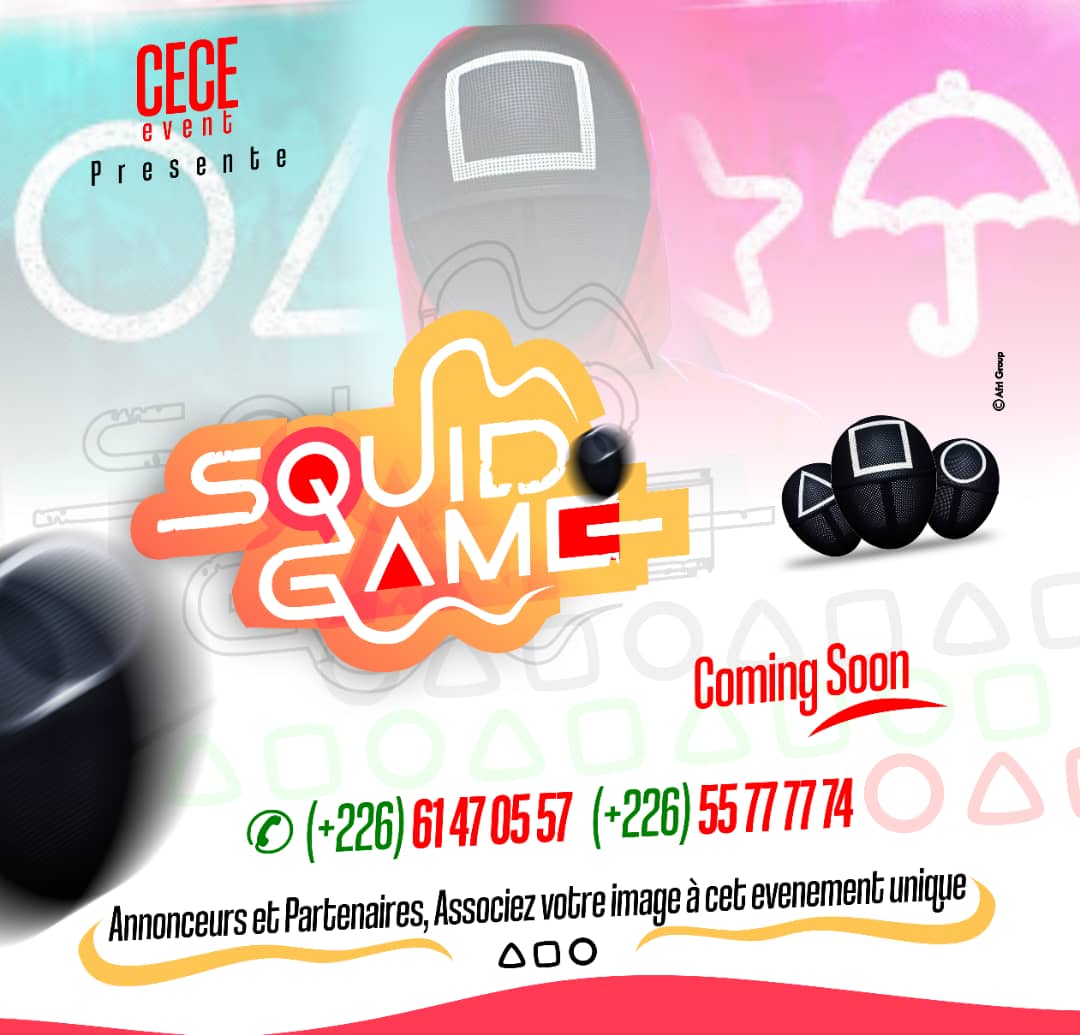 CECE
event
Presente
© Afri Group
SQUID
GAME
Coming Soon
(+226) 61 47 05 57 (+226) 55 77 77 74
Annonceurs et Partenaires, Associez votre image à cet evenement unique